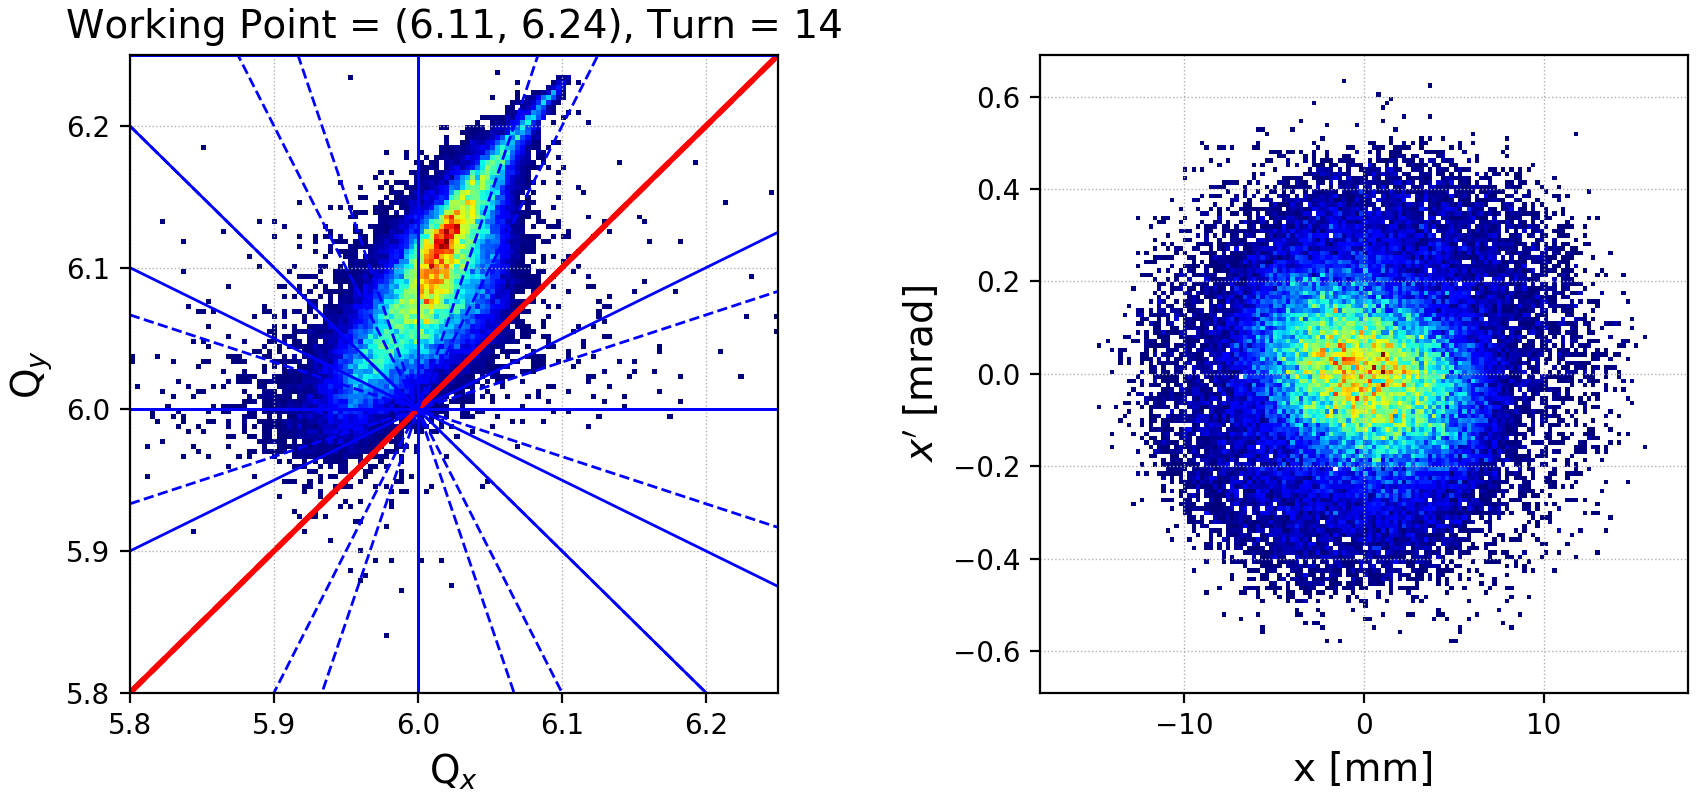 Working Point = (6.11, 6.24), Turn = 14
6.2
6.1
6.0
5.9
5.8
Q_y
5.8 5.9 6.0 6.1 6.2
Q_x
0.6
0.4
0.2
0.0
−0.2
−0.4
−0.6
x′ [mrad]
−10 0 10
x [mm]